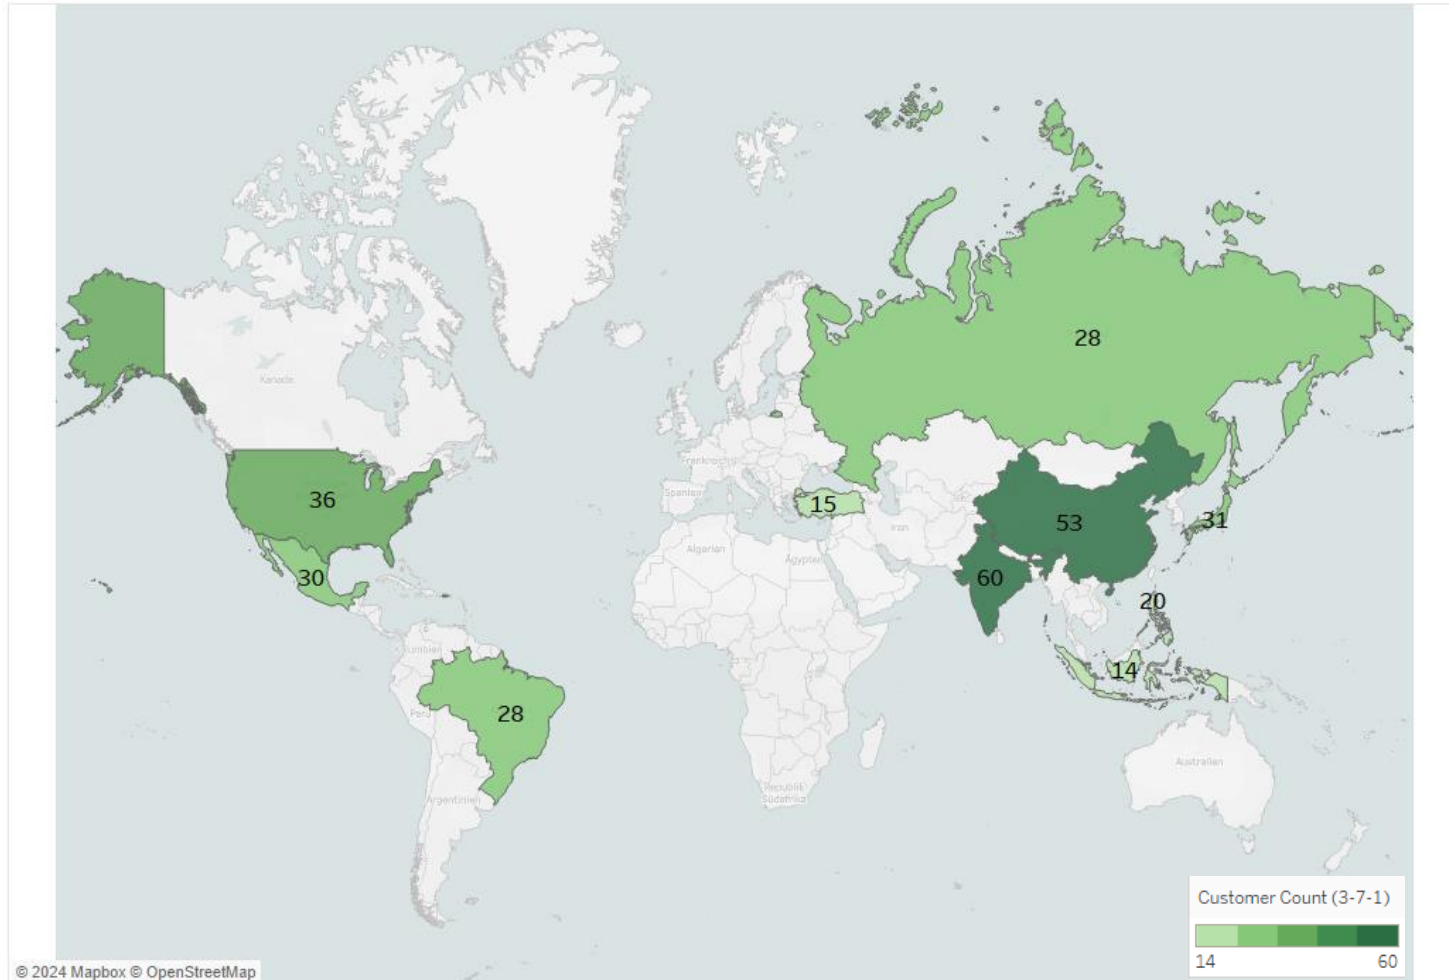 Kanada
28
Frankreich
Spanien
36
15
53
31
Iran
Algerien
Ägypten
30
60
20
14
Peru
28
Australien
Republik
Südafrika
Argentinien
Customer Count (3-7-1)
14 60
© 2024 Mapbox © OpenStreetMap